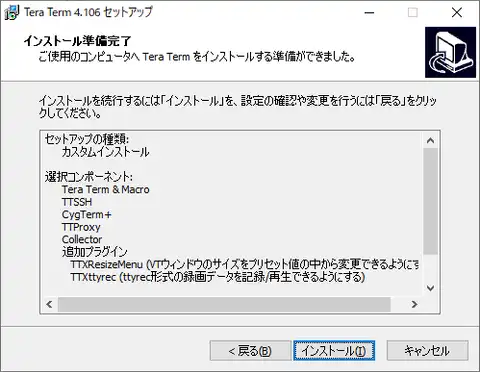 Tera Term 4.106 セットアップ
インストール準備完了
ご使用のコンピュータへ Tera Term をインストールする準備ができました。
インストールを続行するには「インストール」を、設定の確認や変更を行うには「戻る」をクリッ
クしてください。
セットアップの種類:
カスタムインストール
選択コンポーネント:
Tera Term & Macro
TTSSH
CygTerm+
TTProxy
Collector
追加プラグイン
TTXResizeMenu (VTウィンドウのサイズをプリセット値の中から変更できるようにす
TTXttyrec (ttyrec形式の録画データを記録/再生できるようにする)
< 戻る(B)
インストール(I)
キャンセル